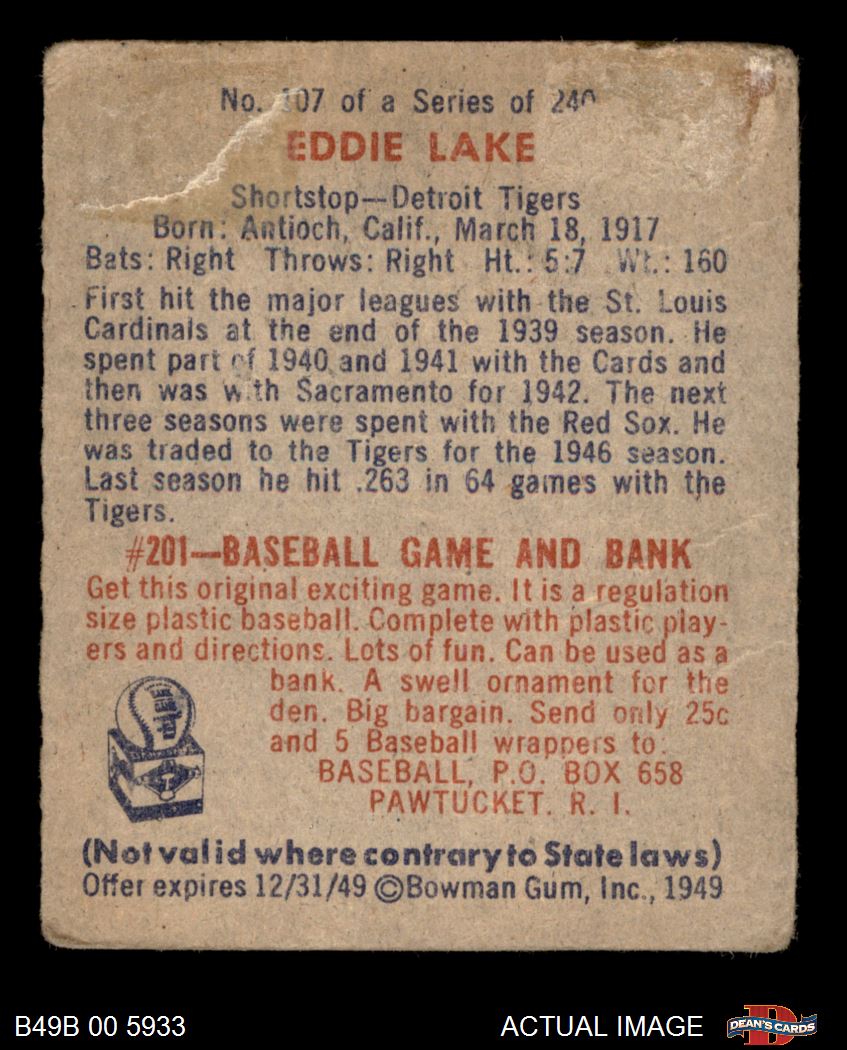 No. 107 of a Series of 240
EDDIE LAKE
Shortstop—Detroit Tigers
Born: Antioch, Calif., March 18, 1917
Bats: Right Throws: Right Ht.: 5:7 Wt.: 160
First hit the major leagues with the St. Louis
Cardinals at the end of the 1939 season. He
spent part of 1940 and 1941 with the Cards and
then was with Sacramento for 1942. The next
three seasons were spent with the Red Sox. He
was traded to the Tigers for the 1946 season.
Last season he hit .263 in 64 games with the
Tigers.
#201—BASEBALL GAME AND BANK
Get this original exciting game. It is a regulation
size plastic baseball. Complete with plastic play-
ers and directions. Lots of fun. Can be used as a
bank. A swell ornament for the
den. Big bargain. Send only 25c
and 5 Baseball wrappers to:
BASEBALL, P.O. BOX 658
PAWTUCKET, R. I.
(Not valid where contrary to State laws)
Offer expires 12/31/49 ©Bowman Gum, Inc., 1949
B49B 00 5933
ACTUAL IMAGE
D
DEAN'S CARDS